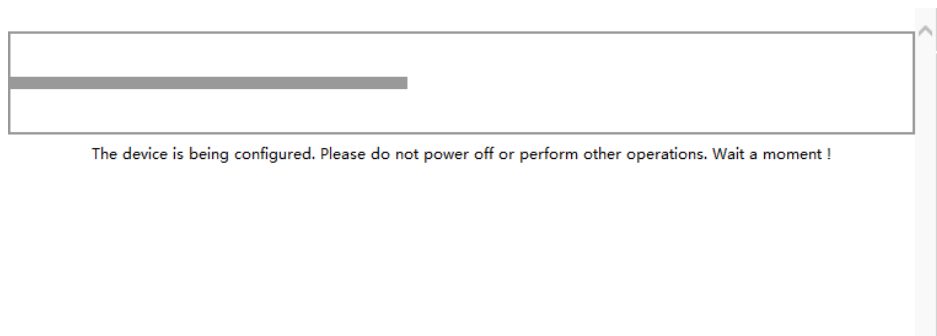 The device is being configured. Please do not power off or perform other operations. Wait a moment !